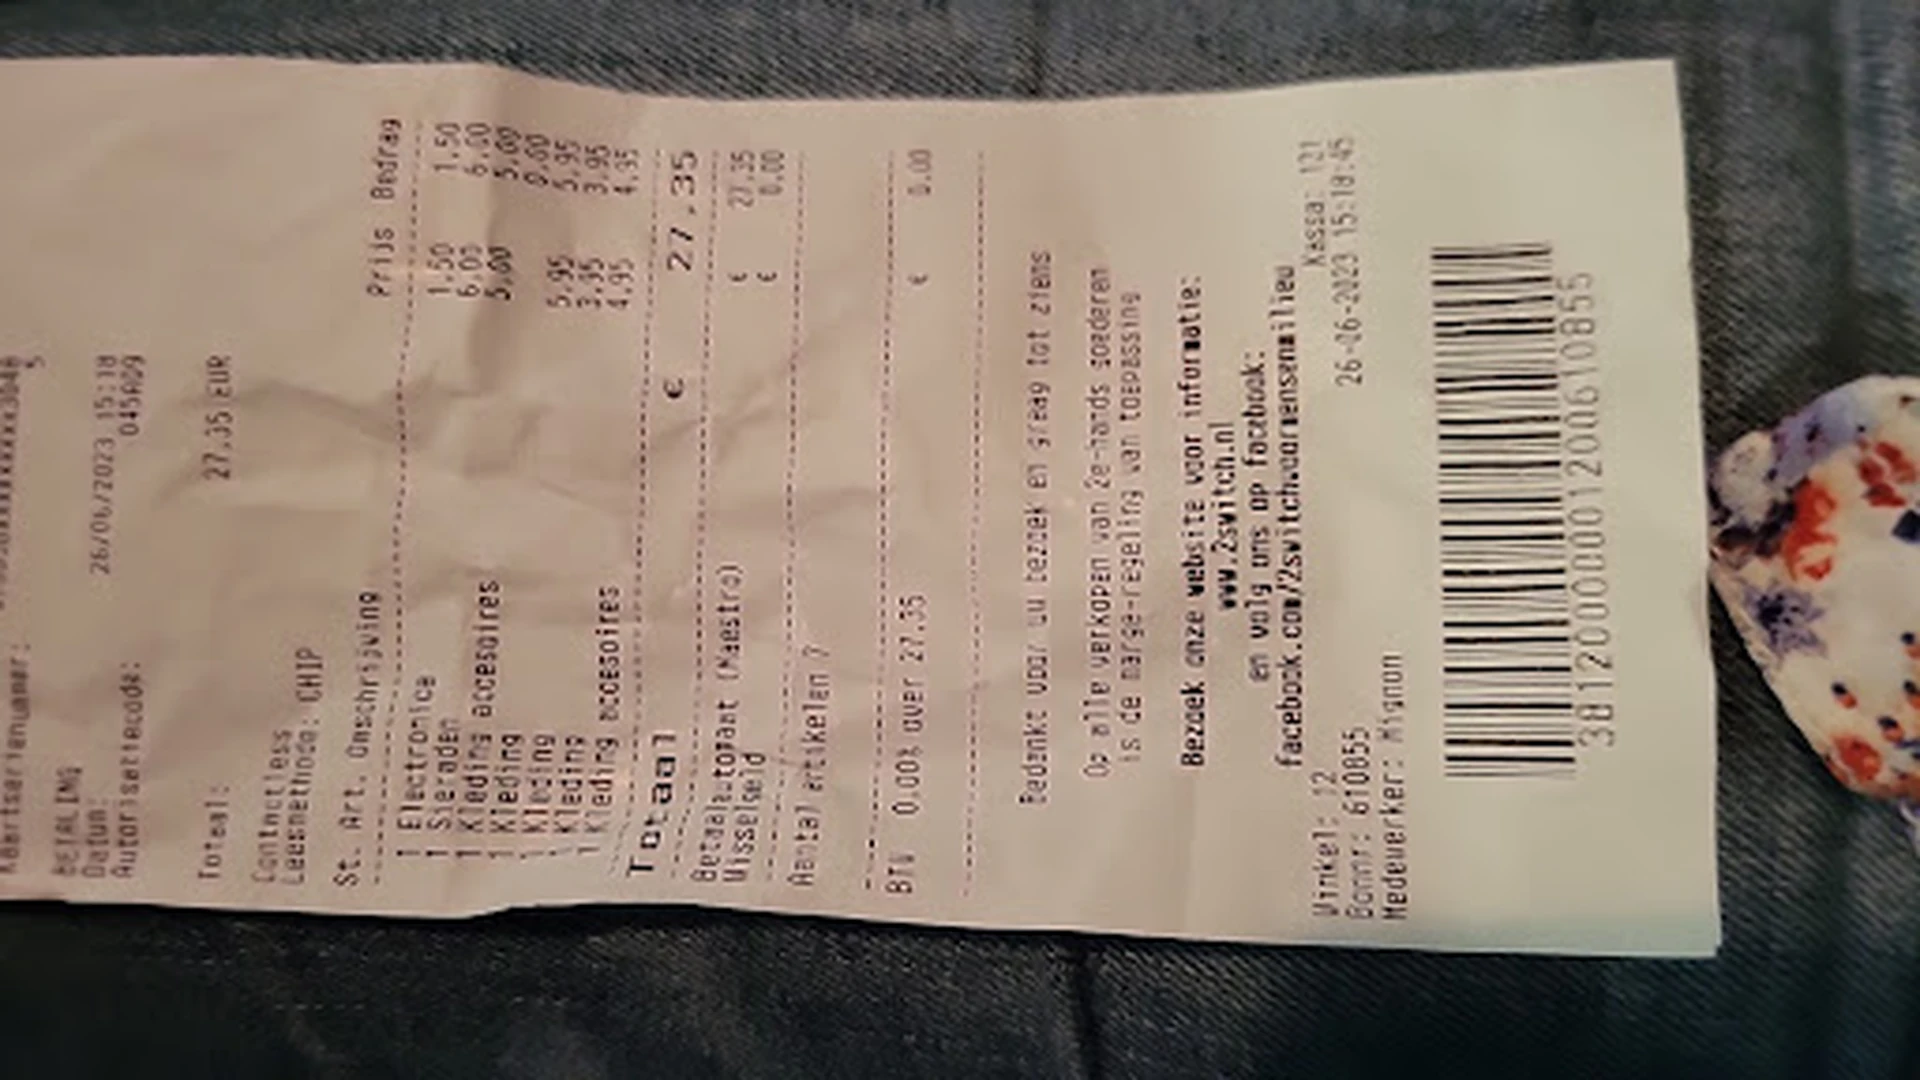 Kaartserienummer: 5
BETALING
Datum: 26/06/2023 15:18
Autorisatiecode: 045A09
Totaal: 27.35 EUR
Contactless
Leesmethode: CHIP
St. Art. Omschrijving Prijs Bedrag
1 Electronica 1.50 1.50
1 Sieraden 6.00 6.00
1 Kleding accesoires 5.00 5.00
1 Kleding 0.00
1 Kleding 5.95 5.95
1 Kleding 3.95 3.95
1 Kleding accesoires 4.95 4.95
Totaal € 27.35
Betaalautomaat (Maestro) € 27.35
Wisselgeld € 0.00
Aantal artikelen 7
BTW 0.00% over 27.35 € 0.00
Bedankt voor uw bezoek en graag tot ziens
Op alle verkopen van 2e-hands goederen
is de marge-regeling van toepassing
Bezoek onze website voor informatie:
www.2switch.nl
en volg ons op facebook:
facebook.com/2switchvoormensenmilieu
Winkel: 12 Kassa: 121
Bonnr: 610855 26-06-2023 15:18:45
Medewerker: Mignon